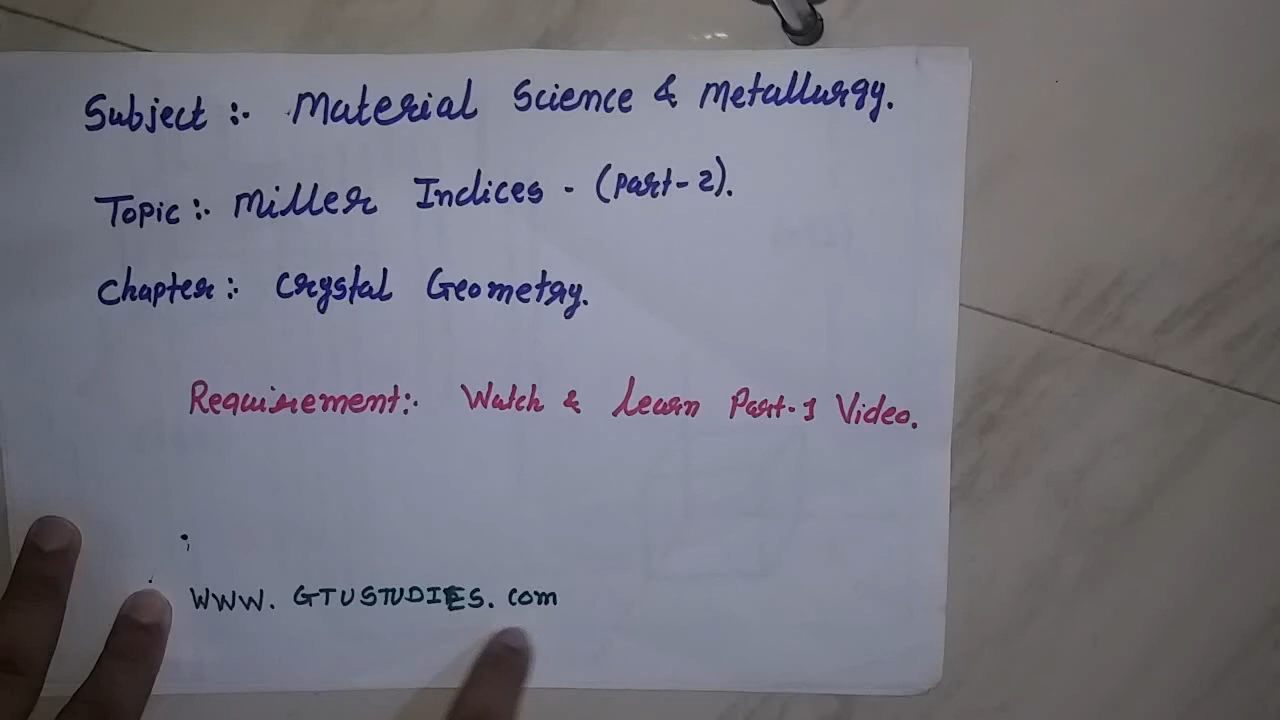 Subject :- Material Science & Metallurgy.
Topic :- Miller Indices - (Part-2).
Chapter :- Crystal Geometry.
Requirement :- Watch & Learn Part-1 Video.
WWW. GTUSTUDIES. com